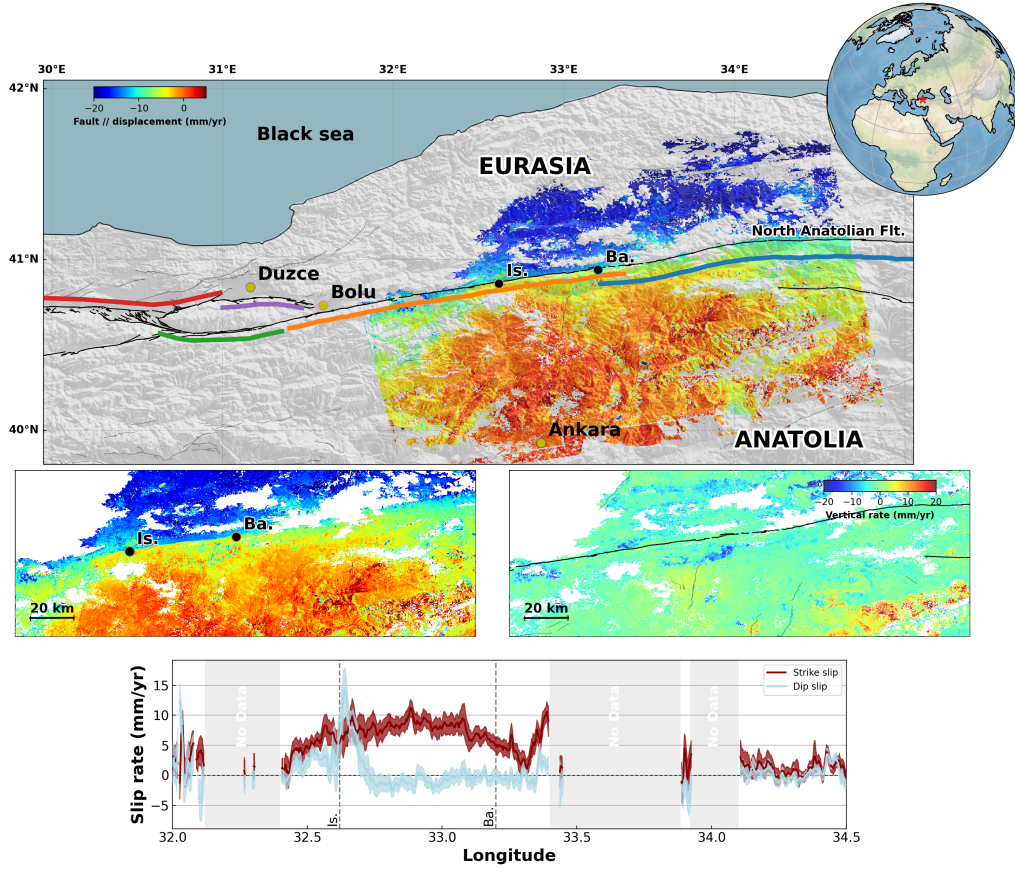 30°E 31°E 32°E 33°E 34°E
42°N
−20 −10 0
Fault // displacement (mm/yr)
Black sea
EURASIA
North Anatolian Flt.
41°N
Is. Ba.
Duzce
Bolu
40°N
Ankara
ANATOLIA
Ba.
Is.
20 km
−20 −10 0 10 20
Vertical rate (mm/yr)
20 km
Slip rate (mm/yr)
15
10
5
0
−5
No Data
No Data
No Data
Strike slip
Dip slip
Is.
Ba.
32.0 32.5 33.0 33.5 34.0 34.5
Longitude